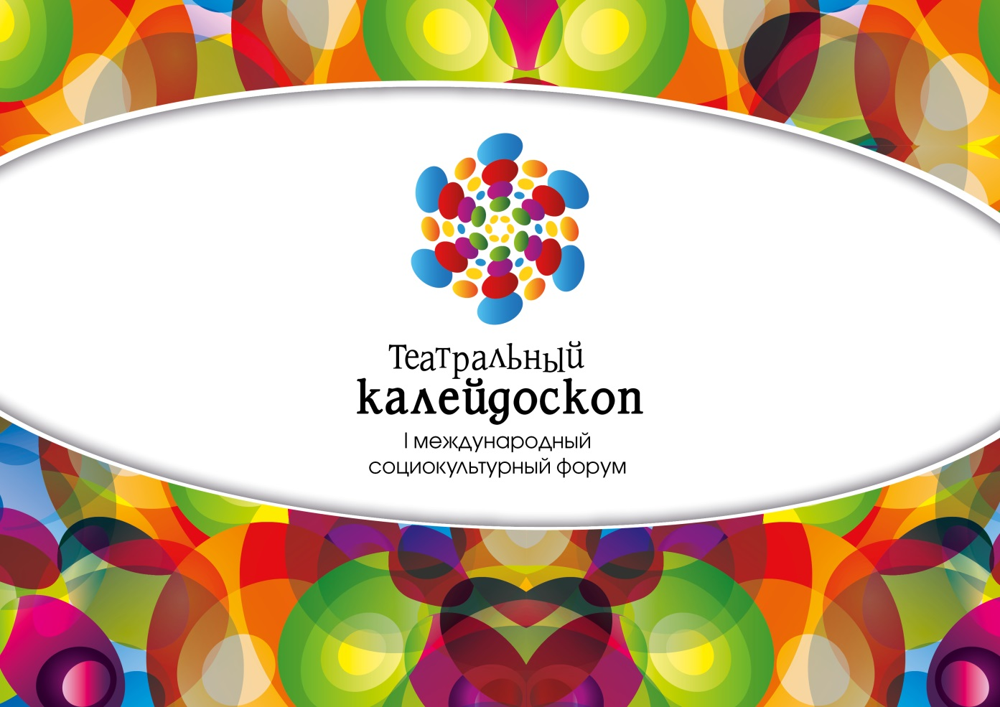 Театральный
калейдоскоп
I международный
социокультурный форум